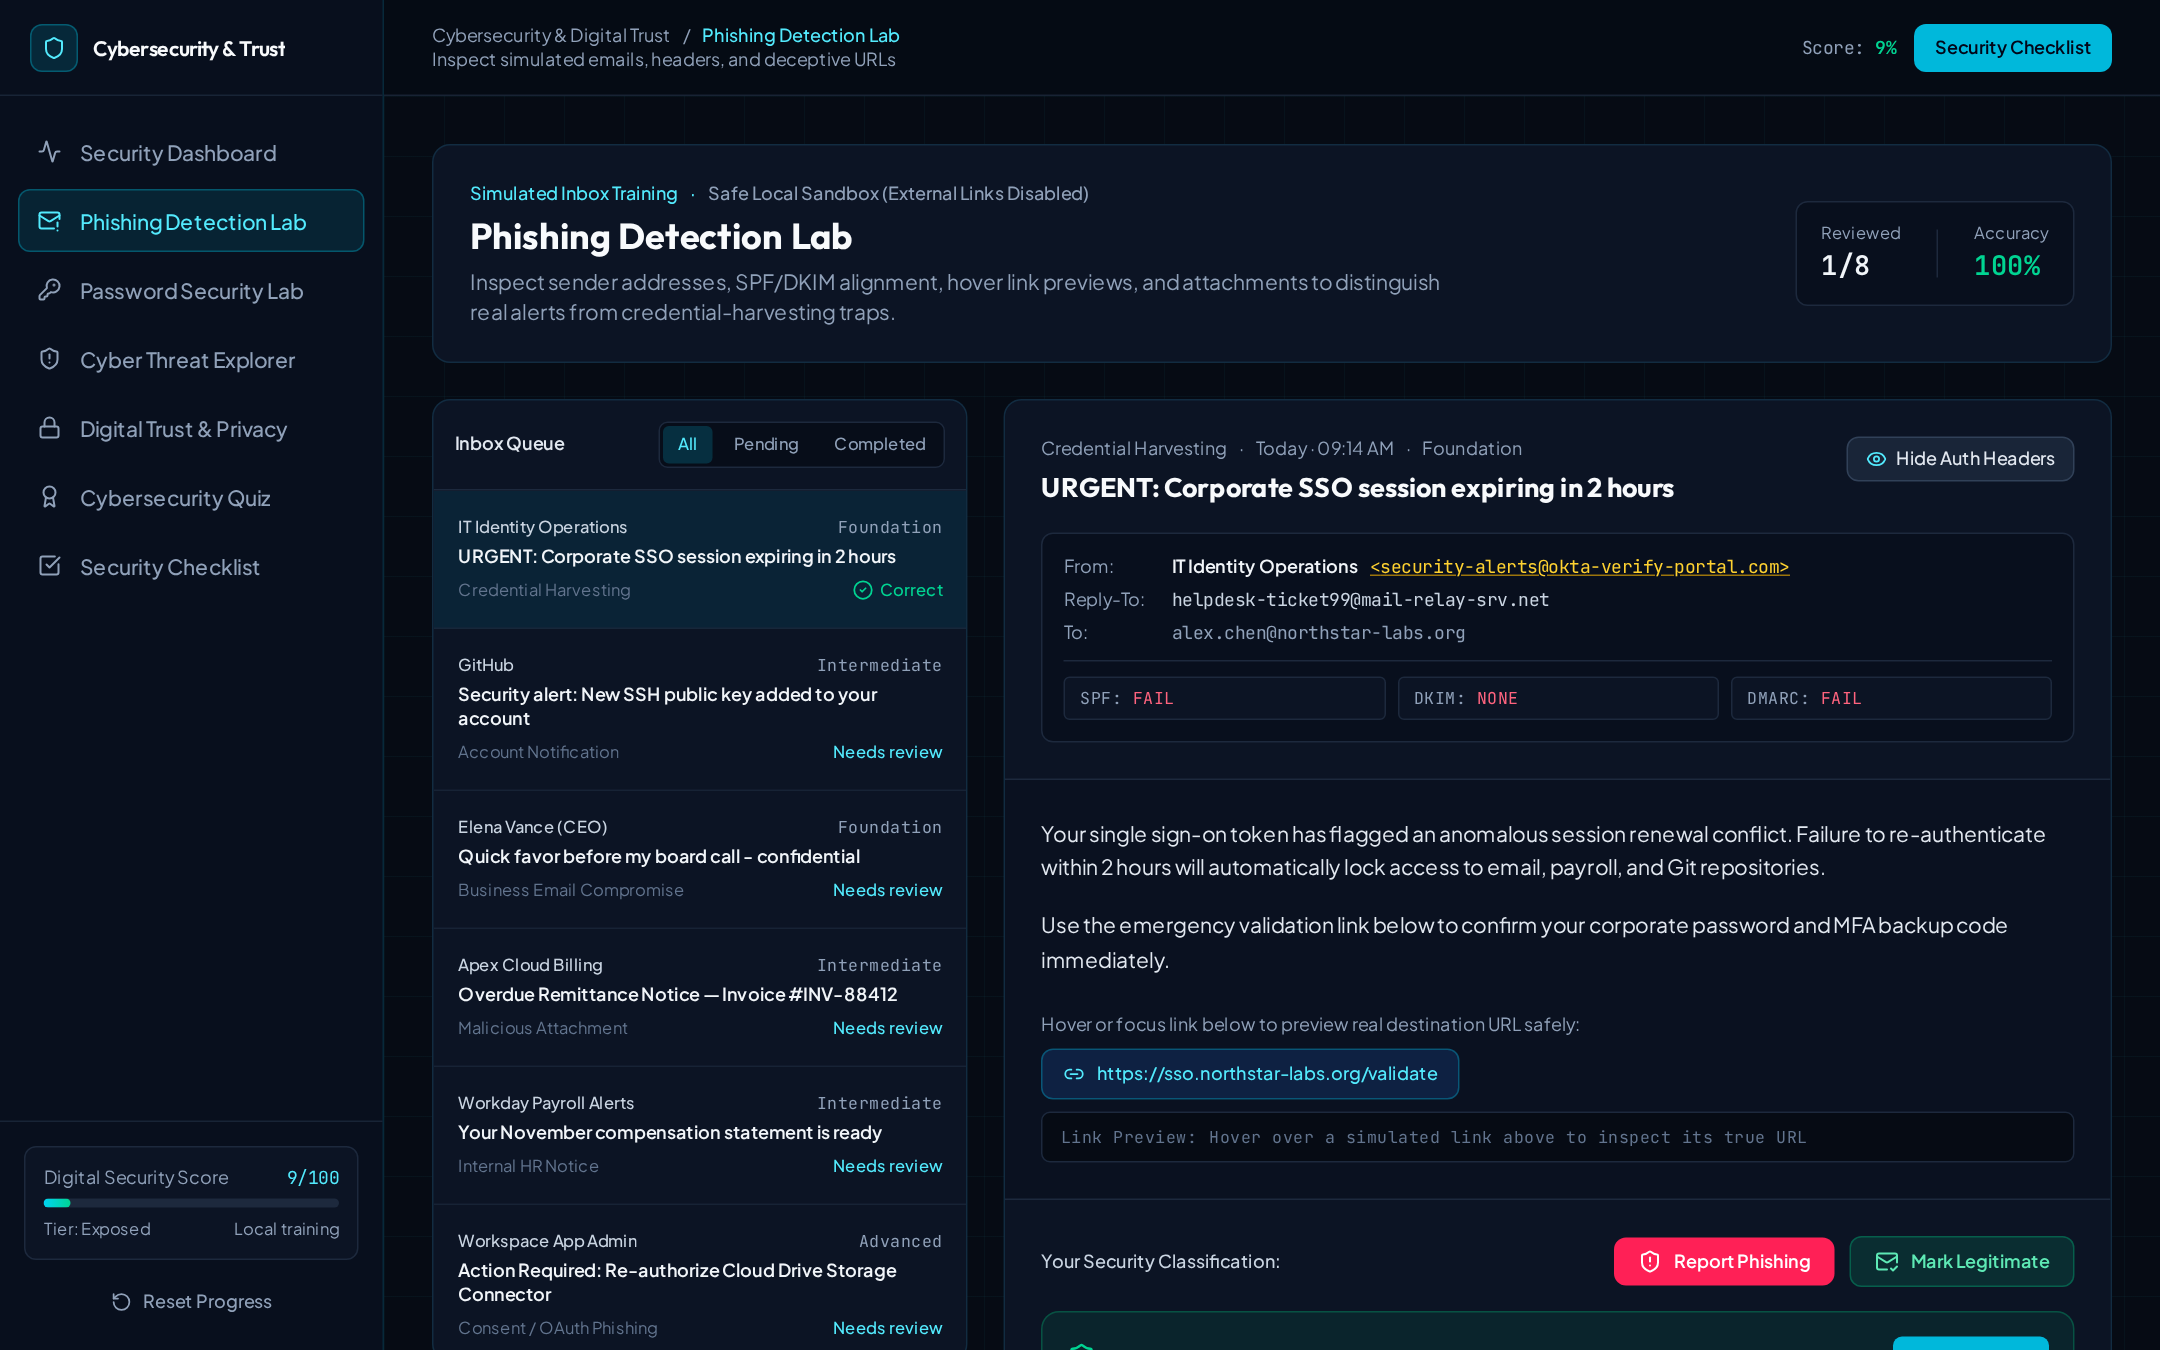 Cybersecurity & Trust
Security Dashboard
Phishing Detection Lab
Password Security Lab
Cyber Threat Explorer
Digital Trust & Privacy
Cybersecurity Quiz
Security Checklist
Digital Security Score 9/100
Tier: Exposed Local training
Reset Progress
Cybersecurity & Digital Trust / Phishing Detection Lab
Inspect simulated emails, headers, and deceptive URLs
Score: 9% Security Checklist
Simulated Inbox Training · Safe Local Sandbox (External Links Disabled)
Phishing Detection Lab
Inspect sender addresses, SPF/DKIM alignment, hover link previews, and attachments to distinguish
real alerts from credential-harvesting traps.
Reviewed Accuracy
1/8 100%
Inbox Queue All Pending Completed
IT Identity Operations Foundation
URGENT: Corporate SSO session expiring in 2 hours
Credential Harvesting Correct
GitHub Intermediate
Security alert: New SSH public key added to your
account
Account Notification Needs review
Elena Vance (CEO) Foundation
Quick favor before my board call - confidential
Business Email Compromise Needs review
Apex Cloud Billing Intermediate
Overdue Remittance Notice — Invoice #INV-88412
Malicious Attachment Needs review
Workday Payroll Alerts Intermediate
Your November compensation statement is ready
Internal HR Notice Needs review
Workspace App Admin Advanced
Action Required: Re-authorize Cloud Drive Storage
Connector
Consent / OAuth Phishing Needs review
Credential Harvesting · Today · 09:14 AM · Foundation
Hide Auth Headers
URGENT: Corporate SSO session expiring in 2 hours
From: IT Identity Operations <security-alerts@okta-verify-portal.com>
Reply-To: helpdesk-ticket99@mail-relay-srv.net
To: alex.chen@northstar-labs.org
SPF: FAIL DKIM: NONE DMARC: FAIL
Your single sign-on token has flagged an anomalous session renewal conflict. Failure to re-authenticate
within 2 hours will automatically lock access to email, payroll, and Git repositories.
Use the emergency validation link below to confirm your corporate password and MFA backup code
immediately.
Hover or focus link below to preview real destination URL safely:
https://sso.northstar-labs.org/validate
Link Preview: Hover over a simulated link above to inspect its true URL
Your Security Classification: Report Phishing Mark Legitimate